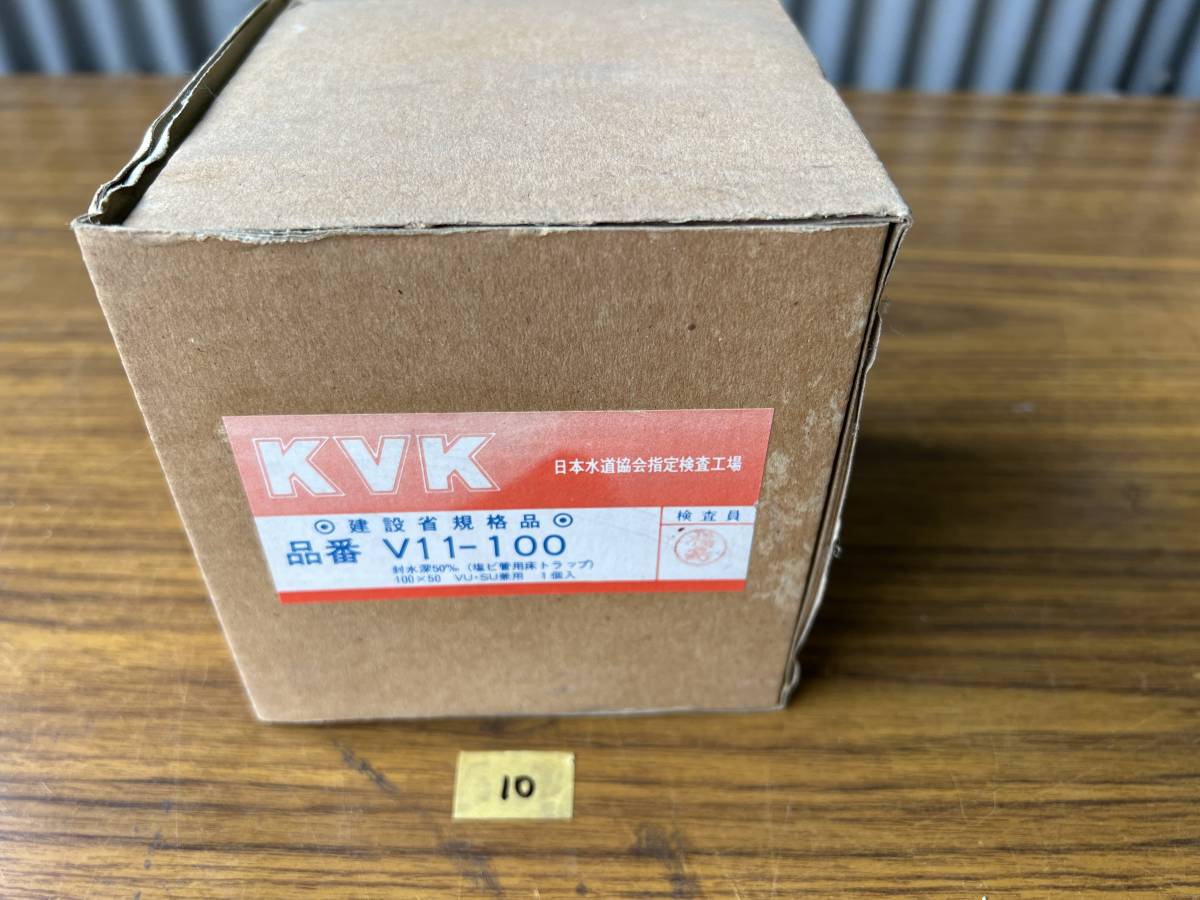 KVK
日本水道協会指定検査工場
◎ 建設省規格品 ◎
品番 V11-100
封水深50㎜（塩ビ管用床トラップ）
100×50 VU・SU兼用 1個入
検査員
10